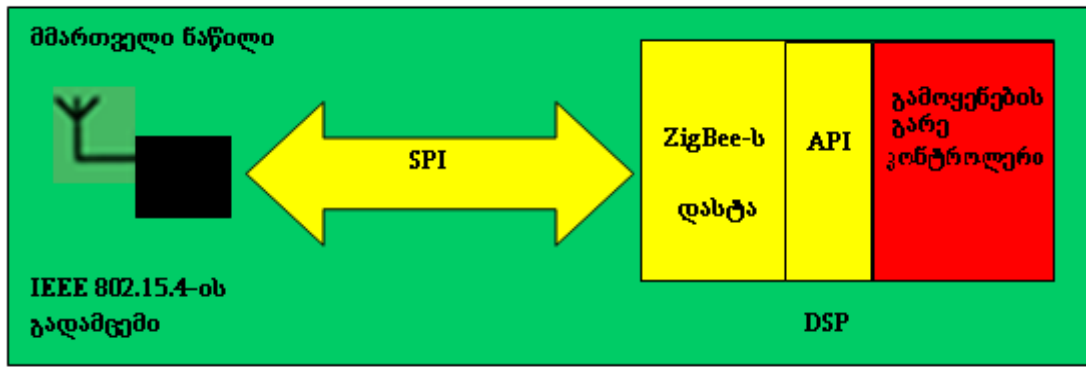 მმართველი ნაწილი
SPI
ZigBee-ს
დასტა
API
გამოყენების
გარე
კონტროლერი
IEEE 802.15.4-ის
გადამცემი
DSP